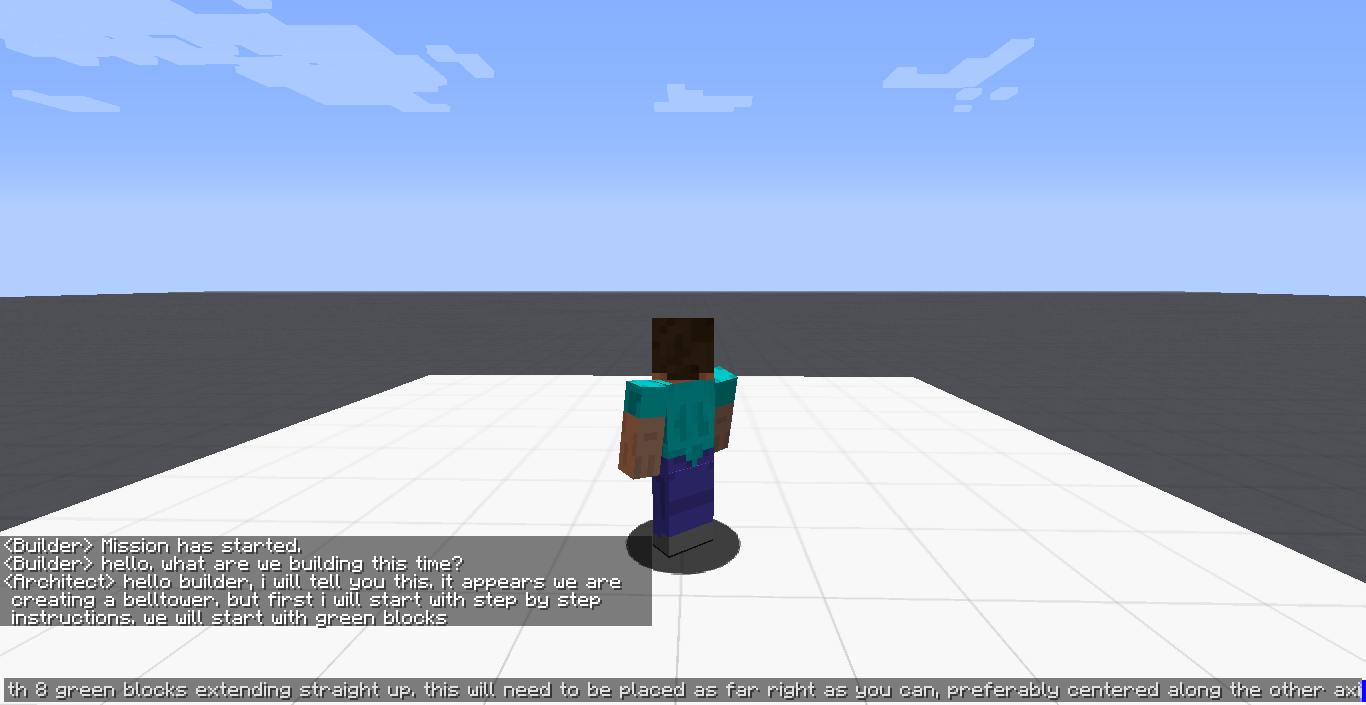 <Builder> Mission has started.
<Builder> hello, what are we building this time?
<Architect> hello builder, i will tell you this. it appears we are
creating a belltower. but first i will start with step by step
instructions. we will start with green blocks
th 8 green blocks extending straight up. this will need to be placed as far right as you can, preferably centered along the other axi